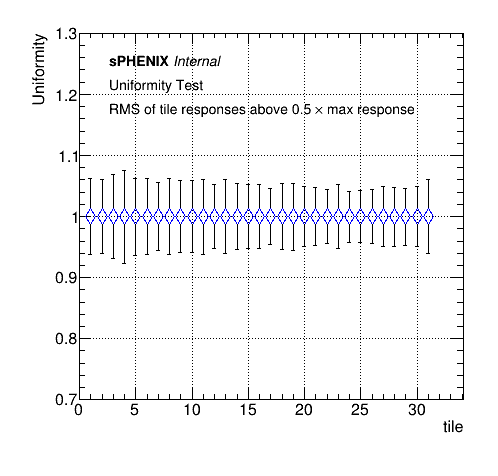 Uniformity
1.3
sPHENIX Internal
Uniformity Test
1.2
RMS of tile responses above 0.5 × max response
1.1
1
0.9
0.8
0.7
0 5 10 15 20 25 30
tile